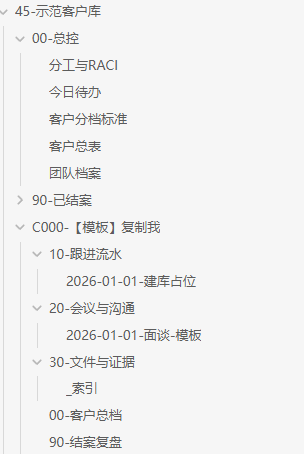 45-示范客户库
00-总控
分工与RACI
今日待办
客户分档标准
客户总表
团队档案
90-已结案
C000-【模板】复制我
10-跟进流水
2026-01-01-建库占位
20-会议与沟通
2026-01-01-面谈-模板
30-文件与证据
_索引
00-客户总档
90-结案复盘